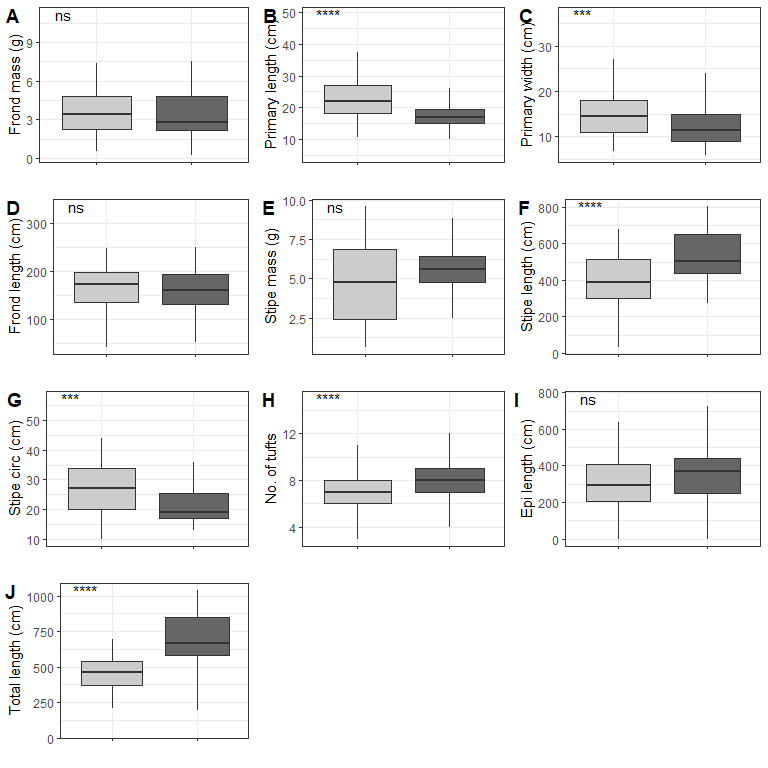 A
ns
Frond mass (g)
9
6
3
0
B
****
Primary length (cm)
50
40
30
20
10
C
***
Primary width (cm)
30
20
10
D
ns
Frond length (cm)
300
200
100
E
ns
Stipe mass (g)
10.0
7.5
5.0
2.5
F
****
Stipe length (cm)
800
600
400
200
0
G
***
Stipe circ (cm)
50
40
30
20
10
H
****
No. of tufts
12
8
4
I
ns
Epi length (cm)
800
600
400
200
0
J
****
Total length (cm)
1000
750
500
250
0